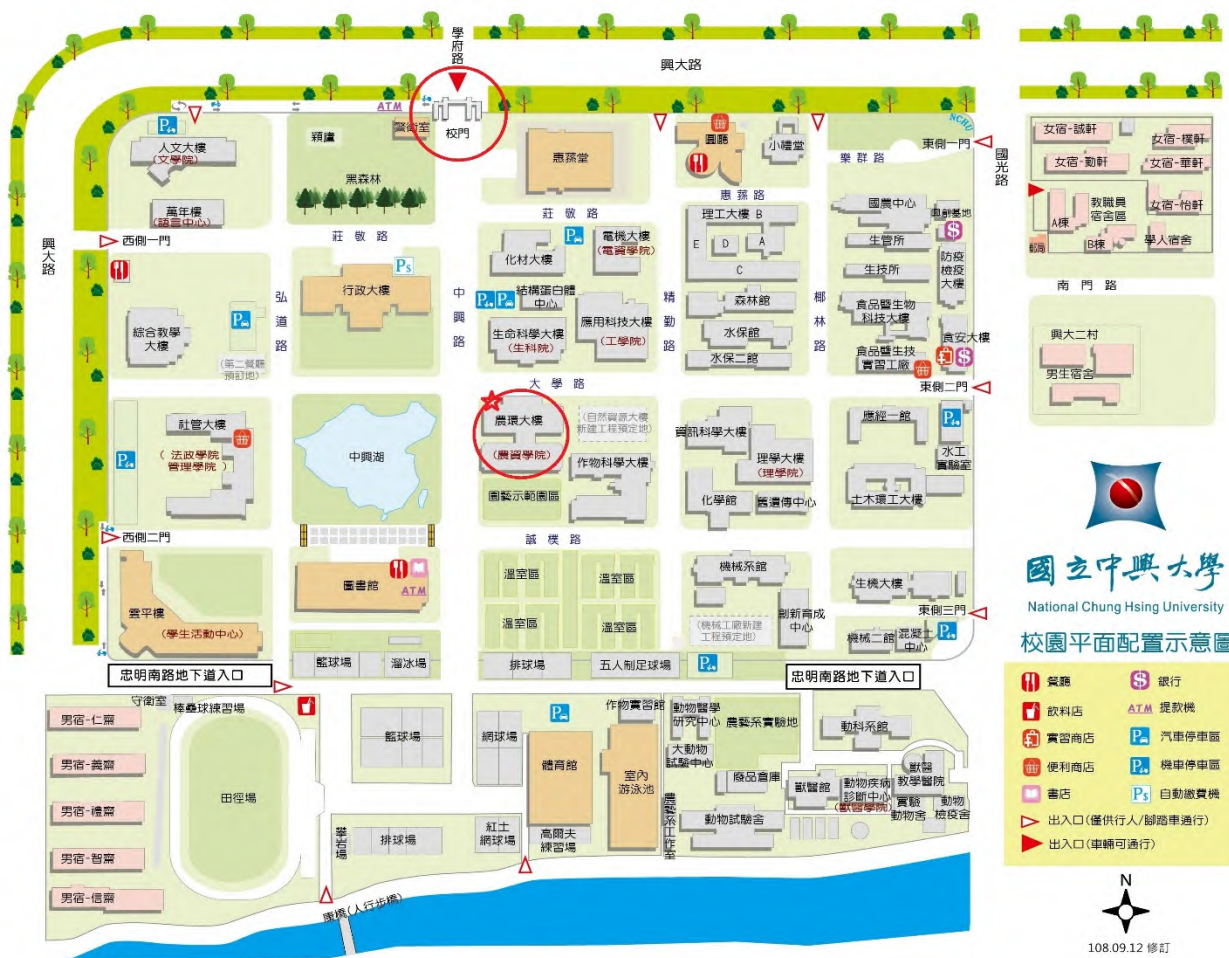 學府路
興大路
ATM
校門
警衛室
穎廬
人文大樓
(文學院)
黑森林
惠蓀堂
圓廳
小禮堂
NCHU
東側一門
樂群路
國光路
女宿-誠軒
女宿-樸軒
女宿-勤軒
女宿-華軒
女宿-怡軒
教職員
宿舍區
A棟
B棟
學人宿舍
郵局
萬年樓
(語言中心)
西側一門
興大路
莊敬路
莊敬路
惠蓀路
理工大樓 B
E
D
A
C
國農中心
生管所
生技所
防疫
檢疫
大樓
南門路
化材大樓
電機大樓
(電資學院)
行政大樓
弘道路
中興路
精勤路
椰林路
結構蛋白體
中心
森林館
食品暨生物
科技大樓
綜合教學
大樓
(第二餐廳
預訂地)
生命科學大樓
(生科院)
應用科技大樓
(工學院)
水保館
水保二館
食品暨生技
實習工廠
食安大樓
興大二村
男生宿舍
大學路
東側二門
農環大樓
(農資學院)
(自然資源大樓
新建工程預定地)
社管大樓
(法政學院
管理學院)
中興湖
資訊科學大樓
理學大樓
(理學院)
應經一館
水工
實驗室
作物科學大樓
園藝示範園區
化學館
舊遺傳中心
土木環工大樓
西側二門
誠樸路
圖書館
ATM
溫室區
溫室區
溫室區
溫室區
機械系館
生機大樓
雲平樓
(學生活動中心)
(機械工廠新建
工程預定地)
創新育成
中心
東側三門
機械二館
混凝土
中心
國立中興大學
National Chung Hsing University
校園平面配置示意圖
籃球場
溜冰場
排球場
五人制足球場
忠明南路地下道入口
忠明南路地下道入口
守衛室
棒壘球練習場
男宿-仁齋
男宿-義齋
男宿-禮齋
男宿-智齋
男宿-信齋
田徑場
籃球場
網球場
體育館
作物實習館
室內
游泳池
動物醫學
研究中心
農藝系實驗地
大動物
試驗中心
廢品倉庫
動科系館
獸醫館
動物疾病
診斷中心
(獸醫學院)
獸醫
教學醫院
實驗
動物舍
動物
檢疫舍
動物試驗舍
農藝系工作室
攀岩場
排球場
紅土
網球場
高爾夫
練習場
康橋(人行步橋)
餐廳
銀行
飲料店
ATM 提款機
實習商店
汽車停車區
便利商店
機車停車區
書店
Ps 自動繳費機
出入口(僅供行人/腳踏車通行)
出入口(車輛可通行)
N
108.09.12 修訂